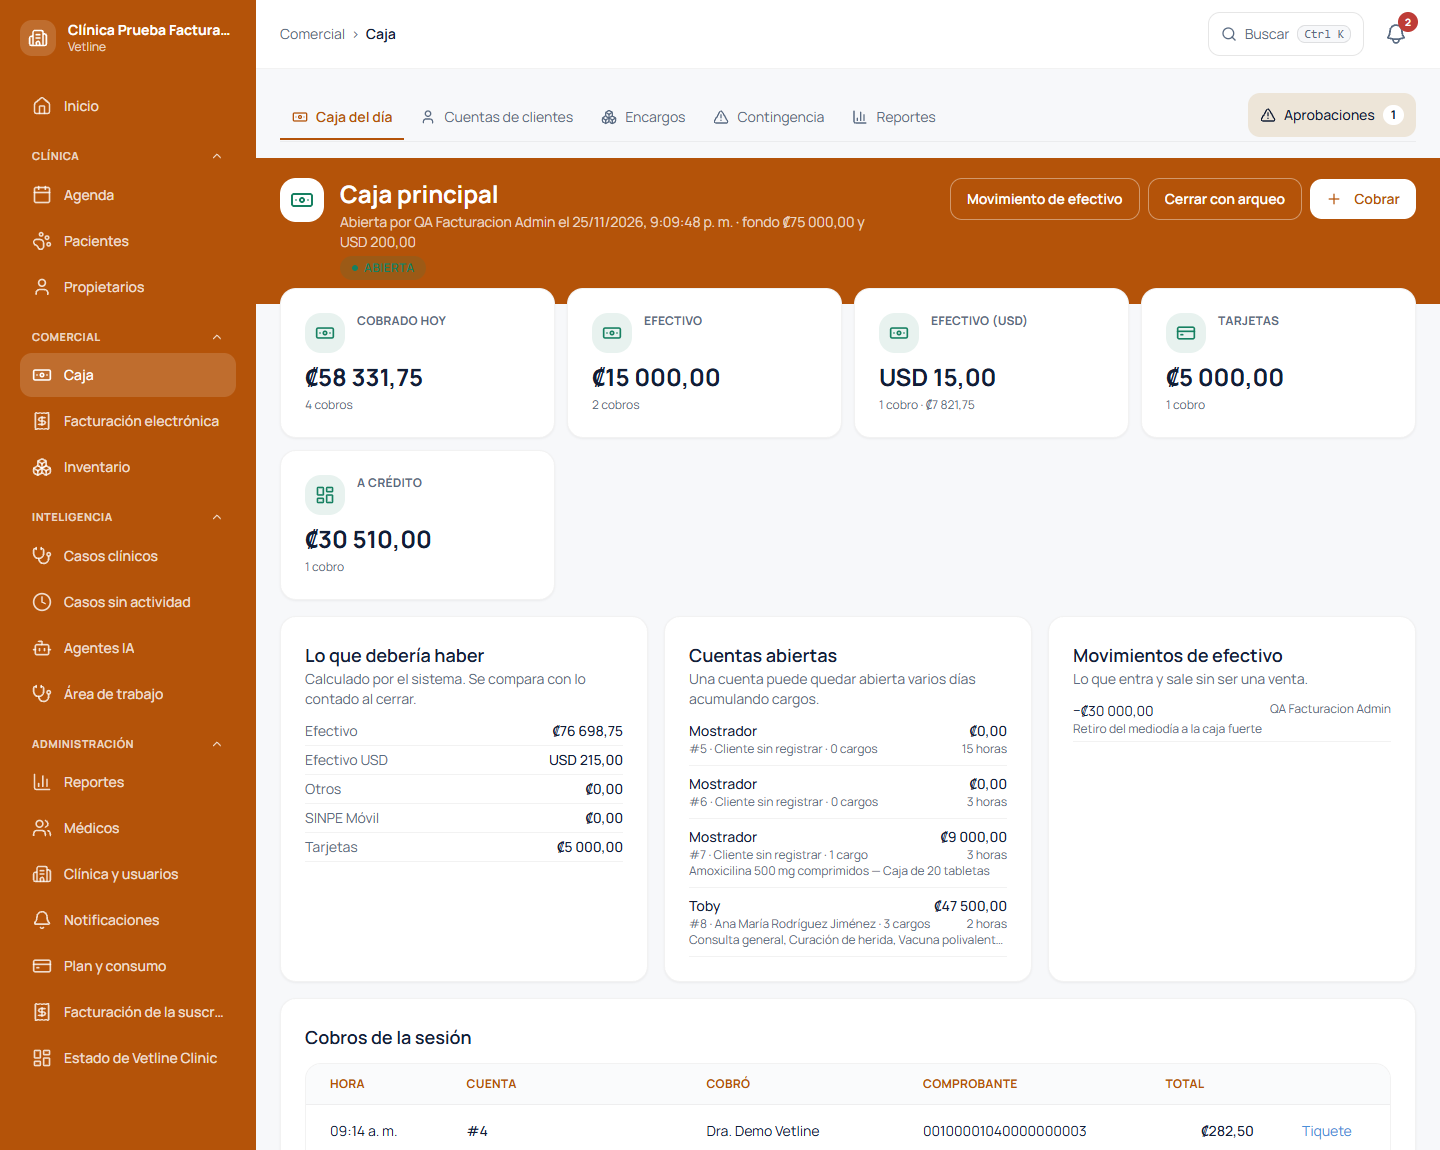 Clínica Prueba Factura...
Vetline
Inicio
CLÍNICA
Agenda
Pacientes
Propietarios
COMERCIAL
Caja
Facturación electrónica
Inventario
INTELIGENCIA
Casos clínicos
Casos sin actividad
Agentes IA
Área de trabajo
ADMINISTRACIÓN
Reportes
Médicos
Clínica y usuarios
Notificaciones
Plan y consumo
Facturación de la suscr...
Estado de Vetline Clinic
Comercial > Caja
Buscar Ctrl K
2
Caja del día
Cuentas de clientes
Encargos
Contingencia
Reportes
Aprobaciones 1
Caja principal
Abierta por QA Facturacion Admin el 25/11/2026, 9:09:48 p. m. · fondo ₡75 000,00 y
USD 200,00
ABIERTA
Movimiento de efectivo
Cerrar con arqueo
+ Cobrar
COBRADO HOY
₡58 331,75
4 cobros
EFECTIVO
₡15 000,00
2 cobros
EFECTIVO (USD)
USD 15,00
1 cobro · ₡7 821,75
TARJETAS
₡5 000,00
1 cobro
A CRÉDITO
₡30 510,00
1 cobro
Lo que debería haber
Calculado por el sistema. Se compara con lo
contado al cerrar.
Efectivo ₡76 698,75
Efectivo USD USD 215,00
Otros ₡0,00
SINPE Móvil ₡0,00
Tarjetas ₡5 000,00
Cuentas abiertas
Una cuenta puede quedar abierta varios días
acumulando cargos.
Mostrador ₡0,00
#5 · Cliente sin registrar · 0 cargos 15 horas
Mostrador ₡0,00
#6 · Cliente sin registrar · 0 cargos 3 horas
Mostrador ₡9 000,00
#7 · Cliente sin registrar · 1 cargo 3 horas
Amoxicilina 500 mg comprimidos — Caja de 20 tabletas
Toby ₡47 500,00
#8 · Ana María Rodríguez Jiménez · 3 cargos 2 horas
Consulta general, Curación de herida, Vacuna polivalent...
Movimientos de efectivo
Lo que entra y sale sin ser una venta.
−₡30 000,00 QA Facturacion Admin
Retiro del mediodía a la caja fuerte
Cobros de la sesión
HORA CUENTA COBRÓ COMPROBANTE TOTAL
09:14 a. m. #4 Dra. Demo Vetline 00100001040000000003 ₡282,50 Tiquete